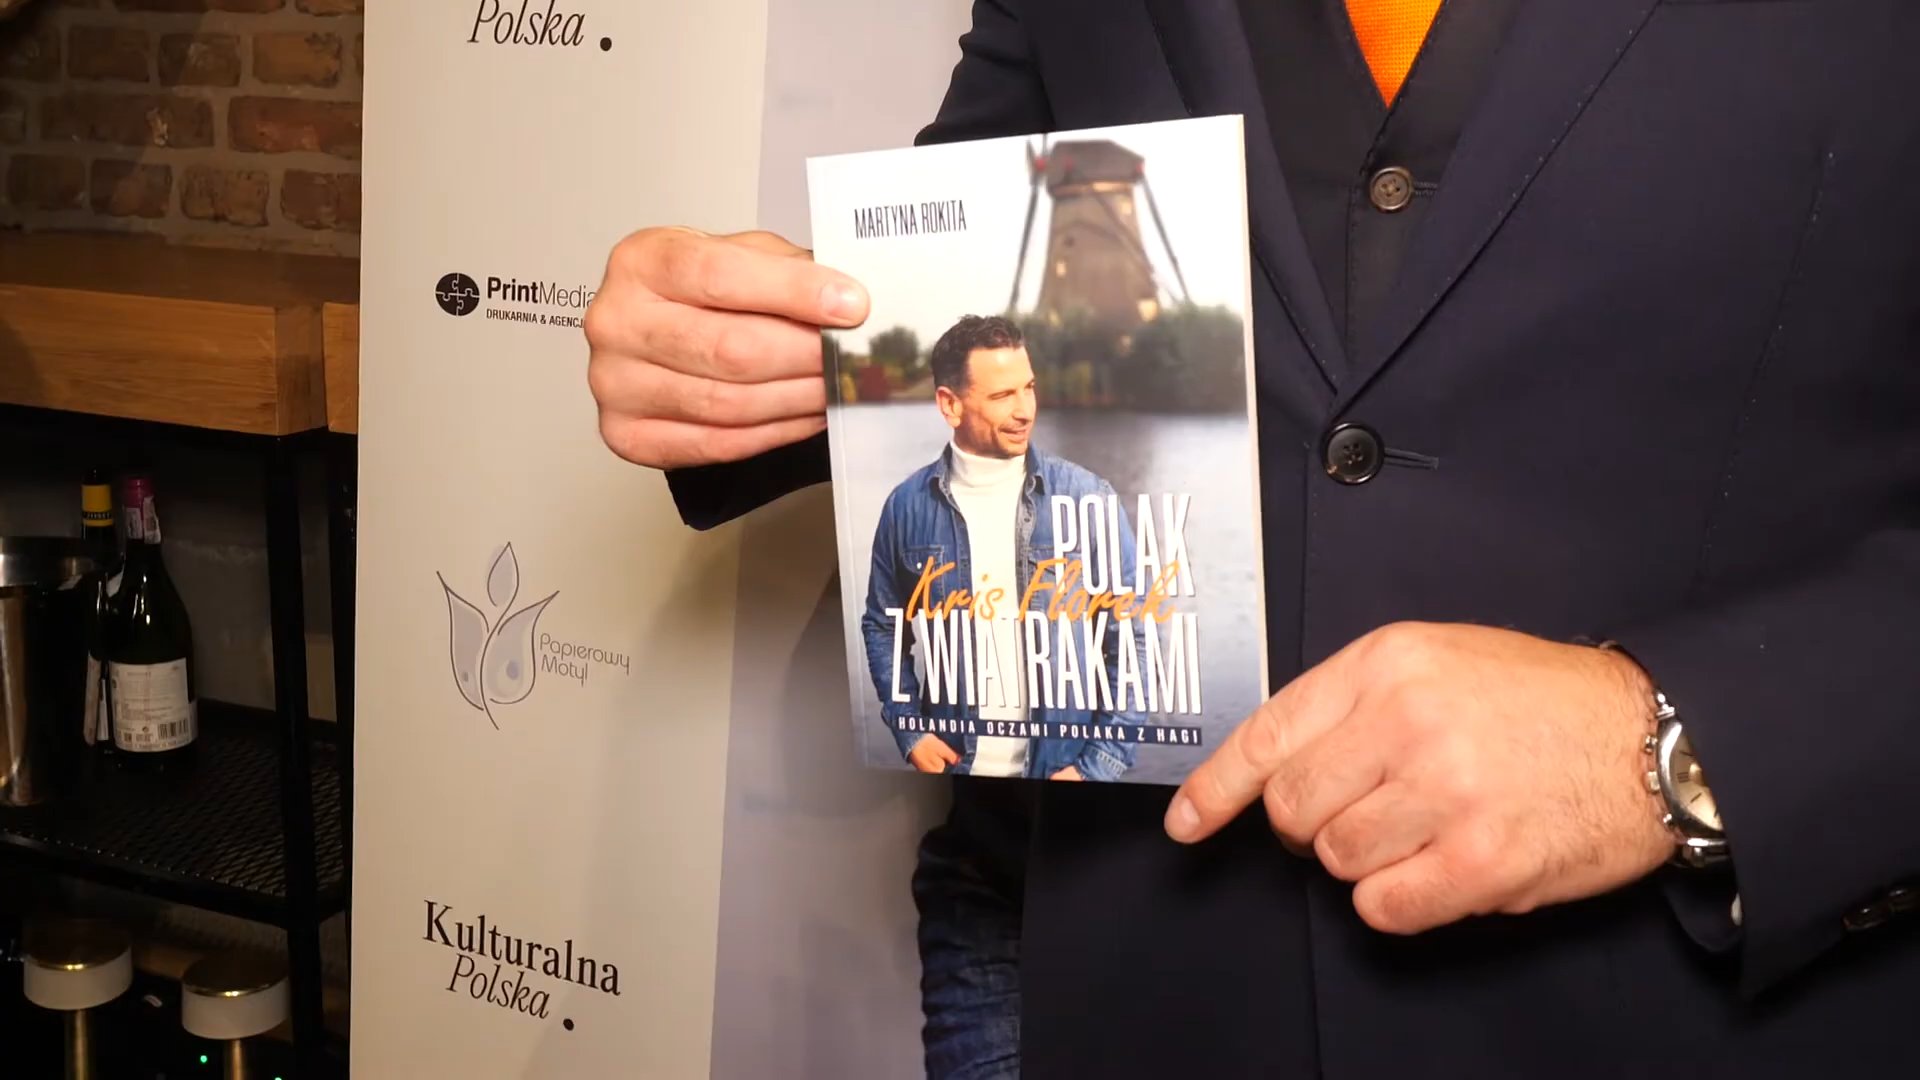 Polska.
PrintMedia
DRUKARNIA & AGENCJ
Papierowy
Motyl
Kulturalna
Polska.
MARTYNA ROKITA
POLAK
Kris Florek
Z WIATRAKAMI
HOLANDIA OCZAMI POLAKA Z HAGI